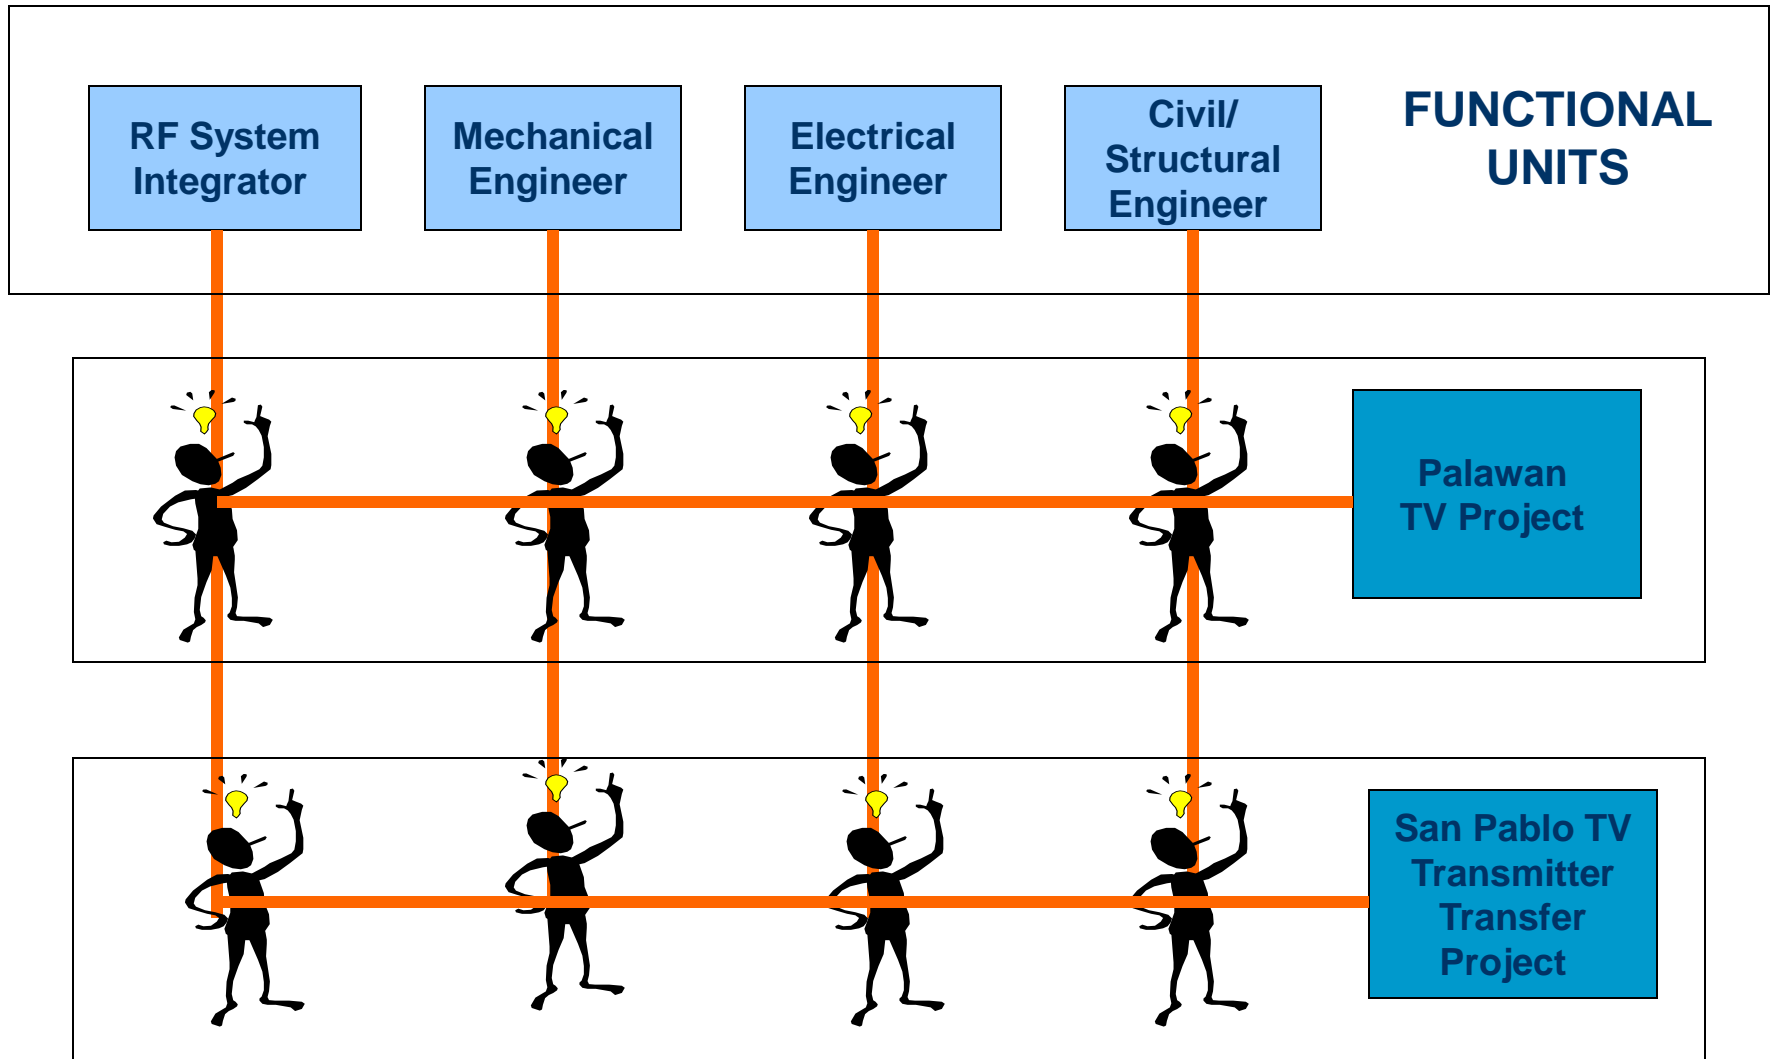 RF System
Integrator
Mechanical
Engineer
Electrical
Engineer
Civil/
Structural
Engineer
FUNCTIONAL
UNITS
Palawan
TV Project
San Pablo TV
Transmitter
Transfer
Project